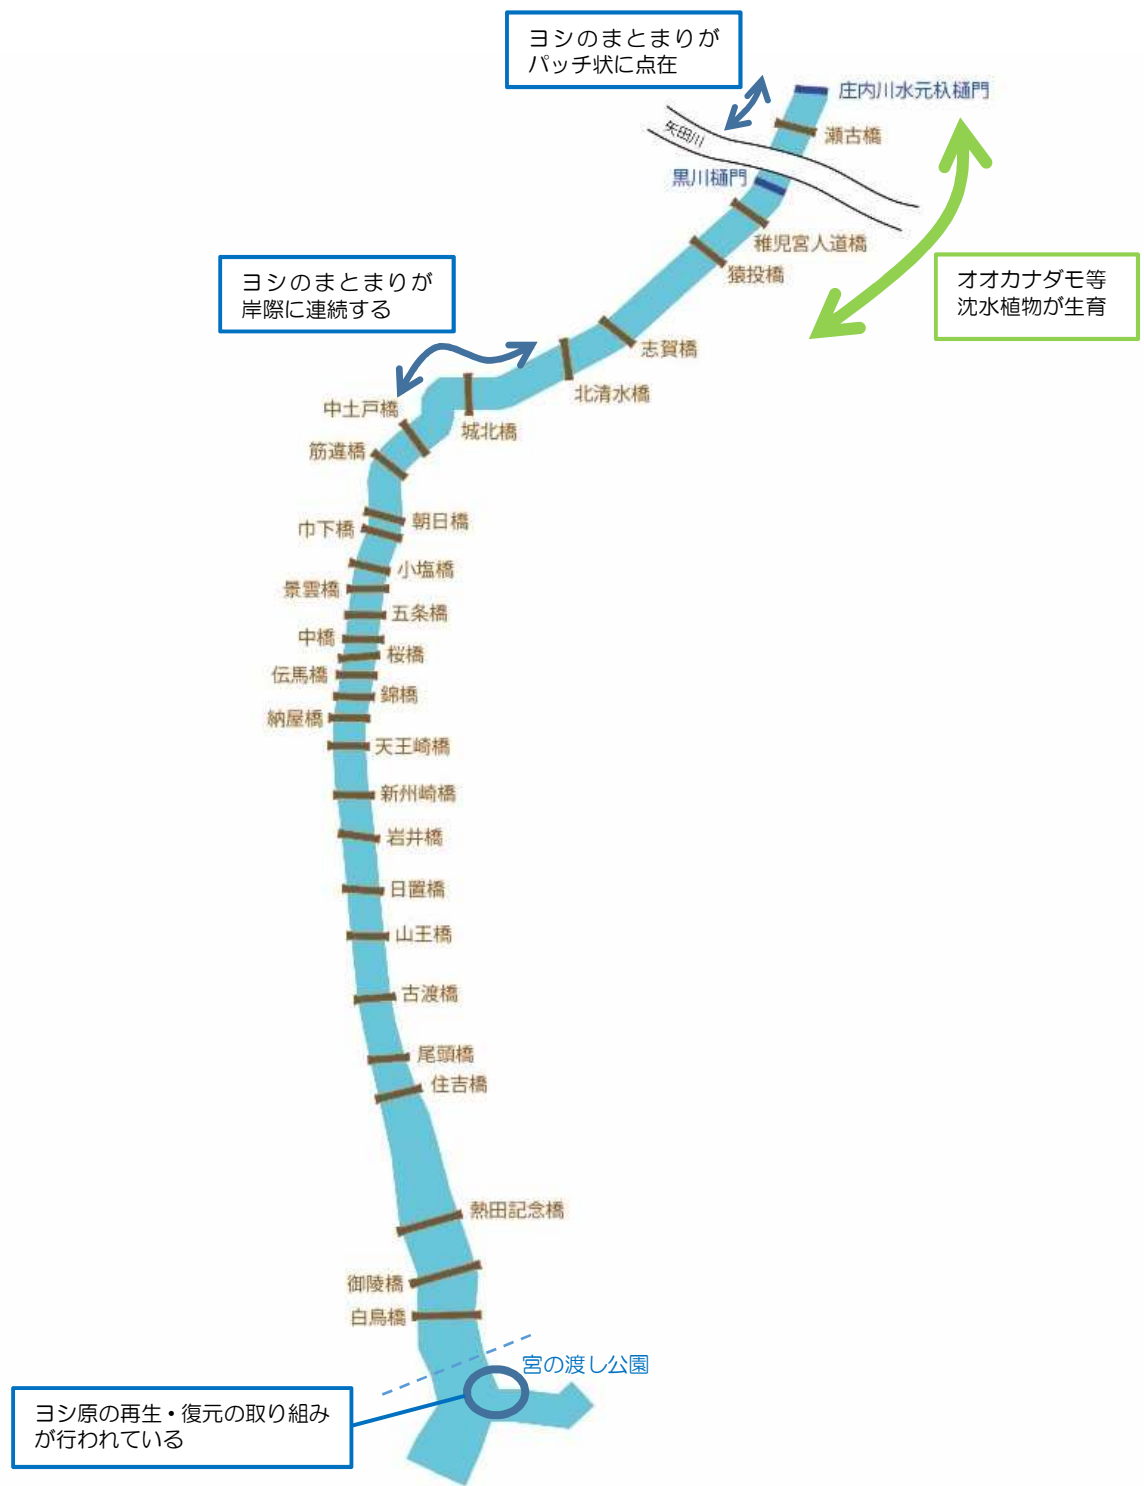 ヨシのまとまりが
パッチ状に点在
庄内川水元杁樋門
瀬古橋
矢田川
黒川樋門
稚児宮人道橋
猿投橋
オオカナダモ等
沈水植物が生育
ヨシのまとまりが
岸際に連続する
志賀橋
北清水橋
城北橋
中土戸橋
筋違橋
朝日橋
巾下橋
小塩橋
景雲橋
五条橋
中橋
桜橋
伝馬橋
錦橋
納屋橋
天王崎橋
新州崎橋
岩井橋
日置橋
山王橋
古渡橋
尾頭橋
住吉橋
熱田記念橋
御陵橋
白鳥橋
宮の渡し公園
ヨシ原の再生・復元の取り組み
が行われている